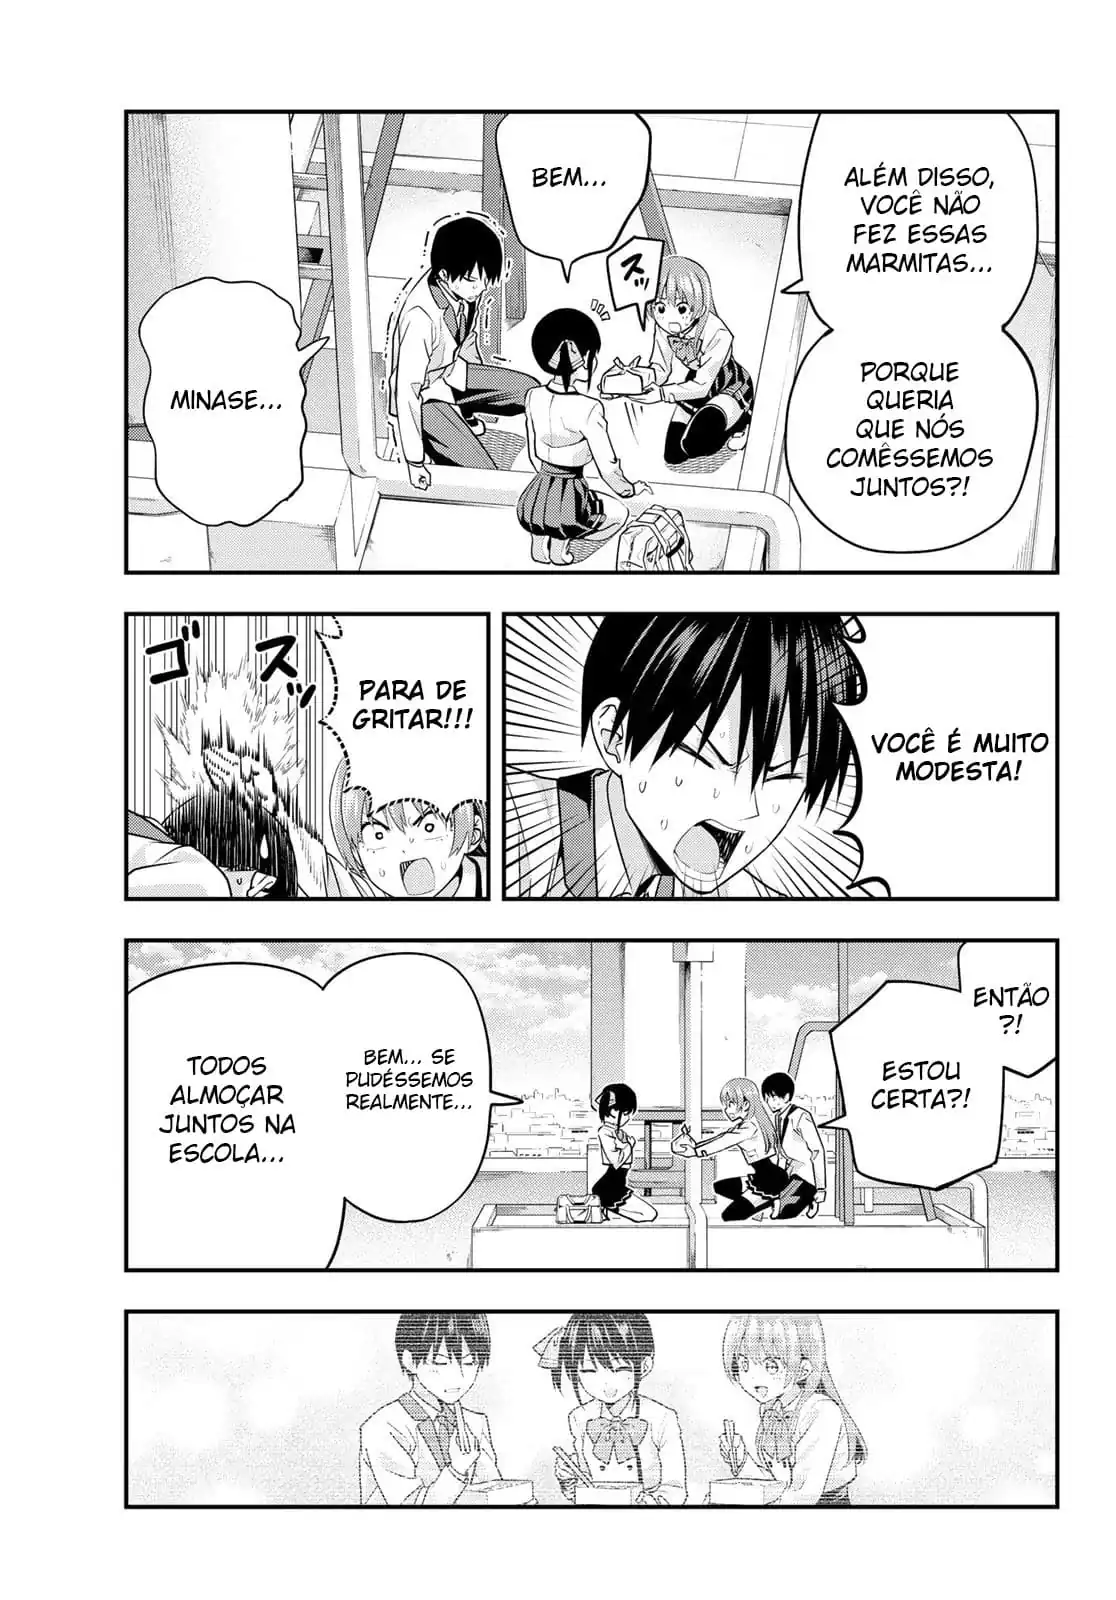 ALÉM DISSO,
VOCÊ NÃO
FEZ ESSAS
MARMITAS...
PORQUE
QUERIA
QUE NÓS
COMÊSSEMOS
JUNTOS?!
BEM...
スッ
MINASE...
VOCÊ É MUITO
MODESTA!
PARA DE
GRITAR!!!
ズッ
ゴ
ENTÃO
?!
ESTOU
CERTA?!
BEM... SE
PUDÉSSEMOS
REALMENTE...
TODOS
ALMOÇAR
JUNTOS NA
ESCOLA...